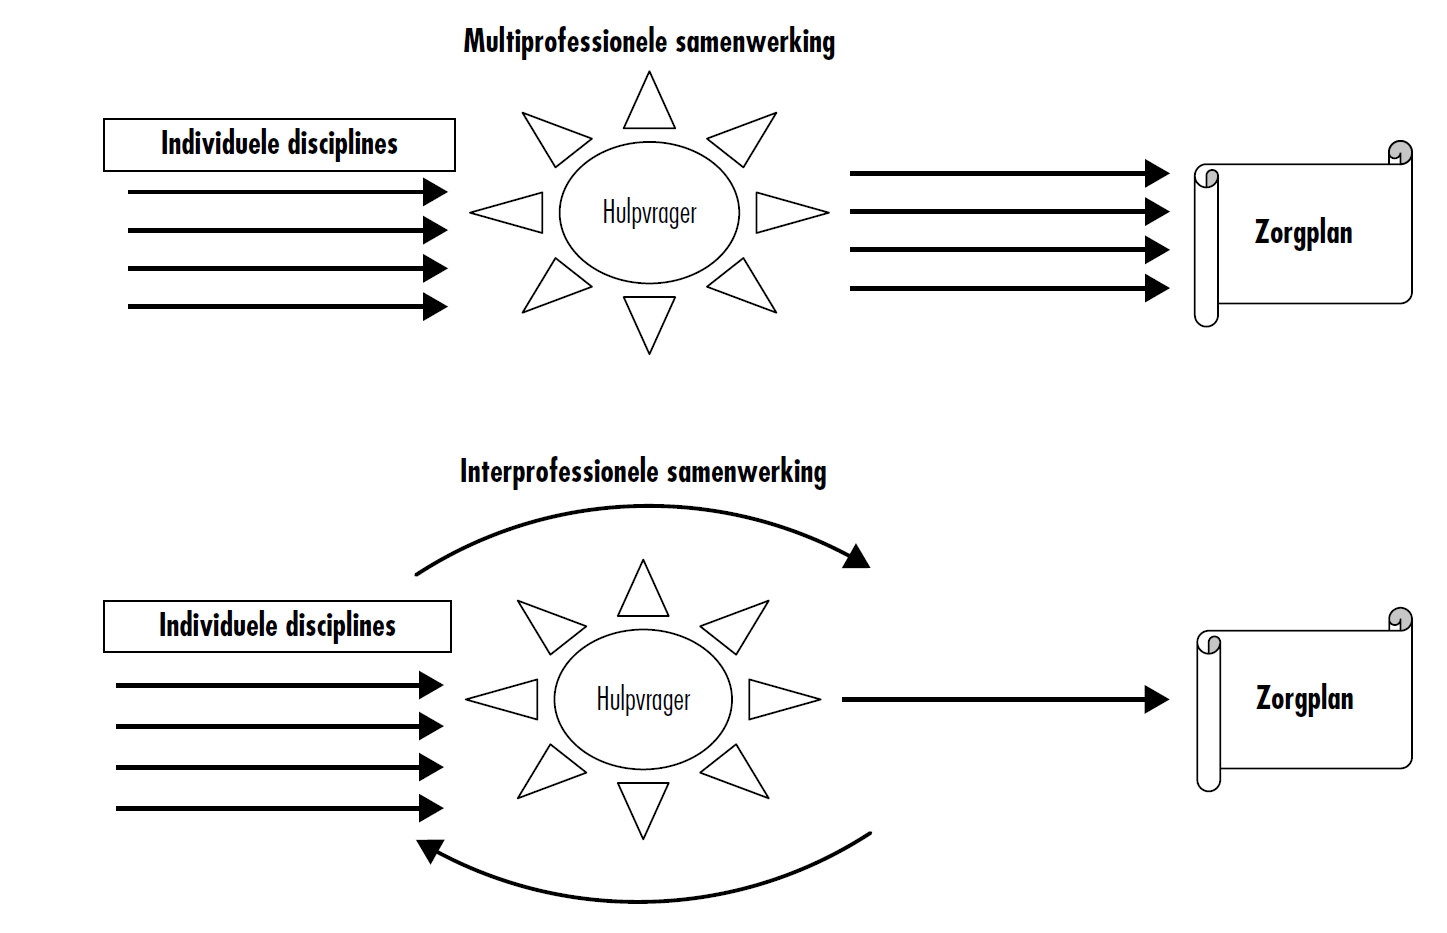 Multiprofessionele samenwerking
Individuele disciplines
Hulpvrager
Zorgplan
Interprofessionele samenwerking
Individuele disciplines
Hulpvrager
Zorgplan